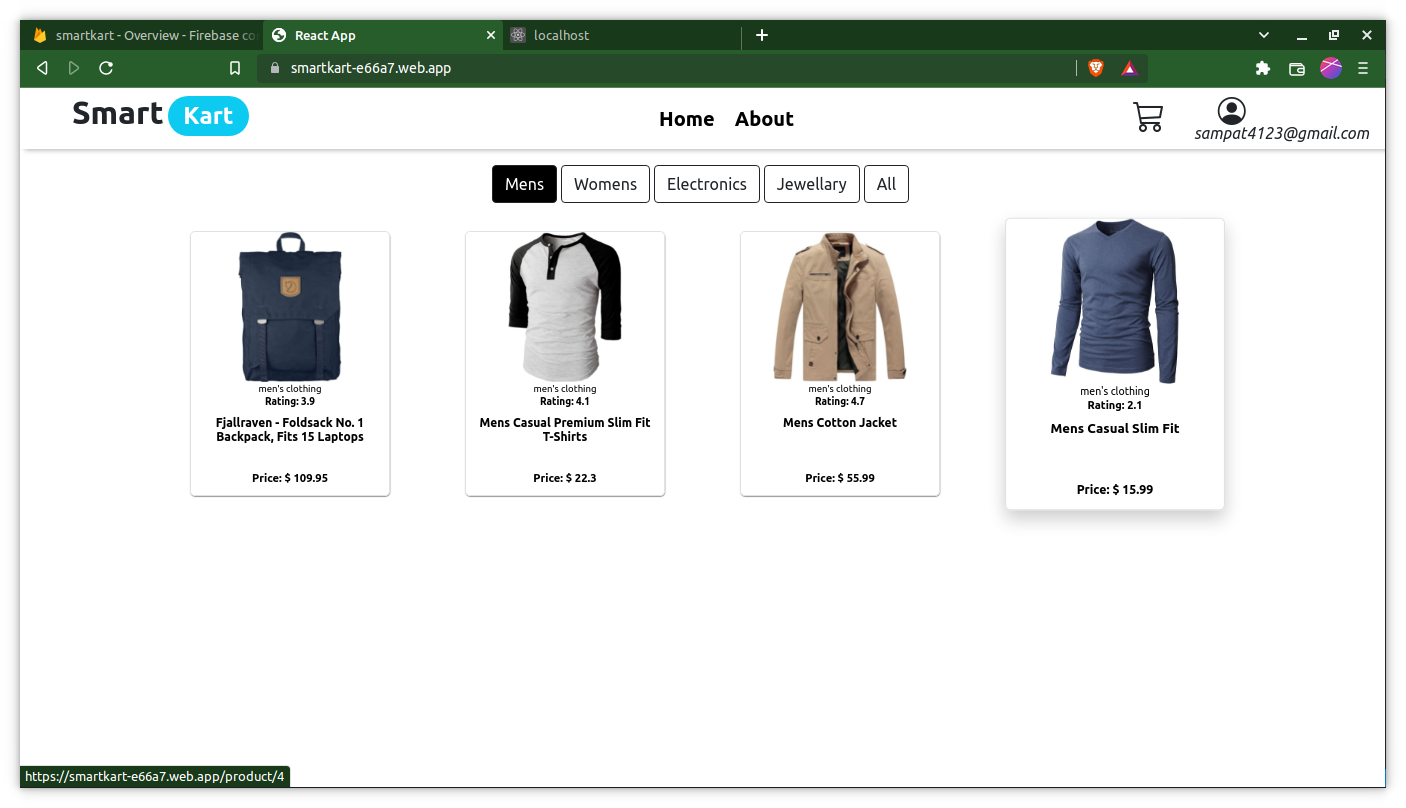 smartkart - Overview - Firebase co
React App
localhost
smartkart-e66a7.web.app
Smart Kart
Home About
sampat4123@gmail.com
Mens Womens Electronics Jewellary All
men's clothing
Rating: 3.9
Fjallraven - Foldsack No. 1
Backpack, Fits 15 Laptops
Price: $ 109.95
men's clothing
Rating: 4.1
Mens Casual Premium Slim Fit
T-Shirts
Price: $ 22.3
men's clothing
Rating: 4.7
Mens Cotton Jacket
Price: $ 55.99
men's clothing
Rating: 2.1
Mens Casual Slim Fit
Price: $ 15.99
https://smartkart-e66a7.web.app/product/4